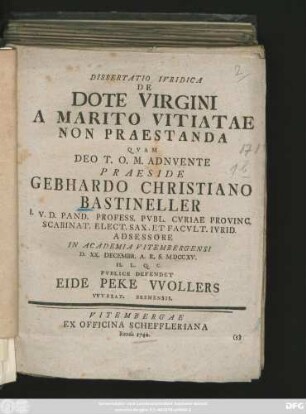 DISSERTATIO IVRIDICA
DE
DOTE VIRGINI
A MARITO VITIATAE
NON PRAESTANDA
QVAM
DEO T. O. M. ADNVENTE
PRAESIDE
GEBHARDO CHRISTIANO
BASTINELLER
I. V. D. PAND. PROFESS. PVBL. CVRIAE PROVINC.
SCABINAT. ELECT. SAX. ET FACVLT. IVRID.
ADSESSORE
IN ACADEMIA VITEMBERGENSI
D. XX. DECEMBR. A. R. S. MDCCXV.
H. L. Q. C.
PVBLICE DEFENDET
EIDE PEKE VVOLLERS
BREMENSIS.
VITEMBERGAE
EX OFFICINA SCHEFFLERIANA
2